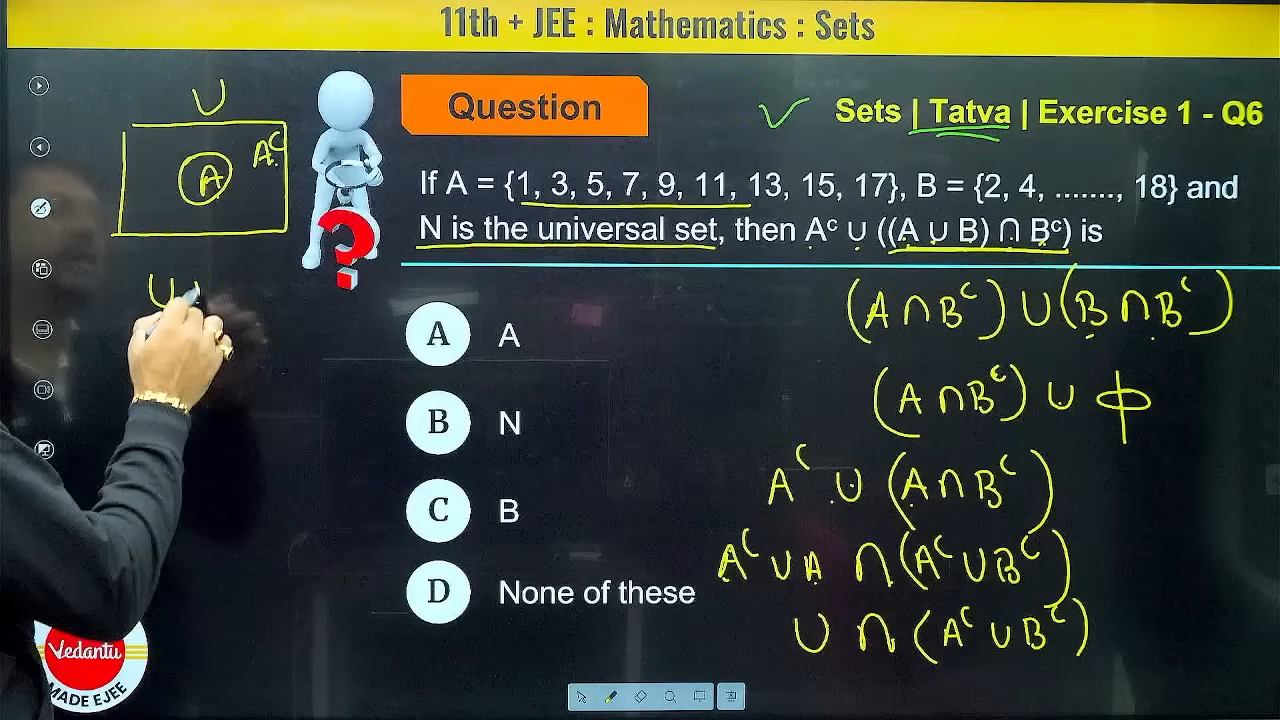 11th + JEE : Mathematics : Sets
U
A Aᶜ
Question
Sets | Tatva | Exercise 1 - Q6
If A = {1, 3, 5, 7, 9, 11, 13, 15, 17}, B = {2, 4, ......., 18} and
N is the universal set, then Aᶜ ∪ ((A ∪ B) ∩ Bᶜ) is
U
A A
B N
C B
D None of these
(A ∩ Bᶜ) ∪ (B ∩ Bᶜ)
(A ∩ Bᶜ) ∪ ϕ
Aᶜ ∪ (A ∩ Bᶜ)
Aᶜ ∪ A ∩ (Aᶜ ∪ Bᶜ)
U ∩ (Aᶜ ∪ Bᶜ)
Vedantu
MADE EJEE